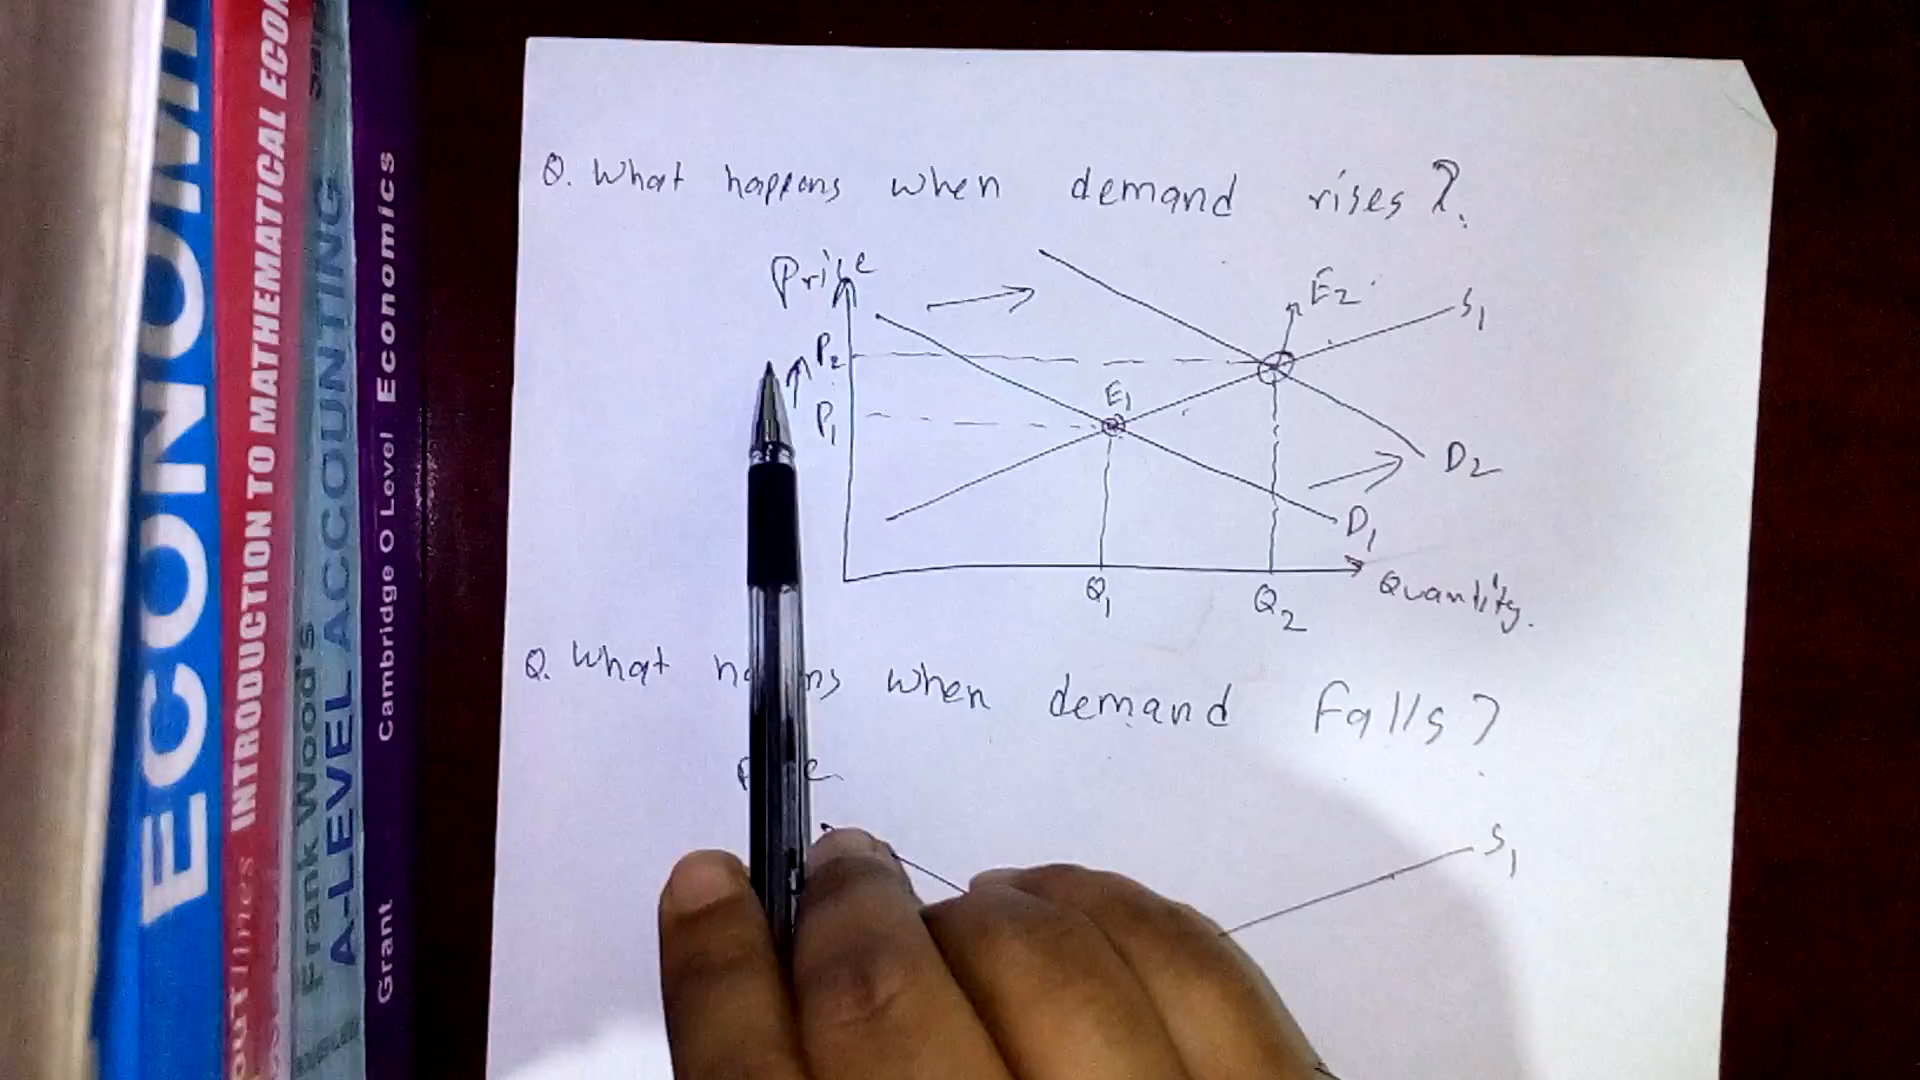 ECONOMI
INTRODUCTION TO MATHEMATICAL ECON
Frank Wood's
A-LEVEL ACCOUNTING
Grant Cambridge O Level Economics
Q. What happens when demand rises?
Price
E2
S1
P2
E1
P1
D2
D1
Q1
Q2
Quantity.
Q. What when demand falls?
S1